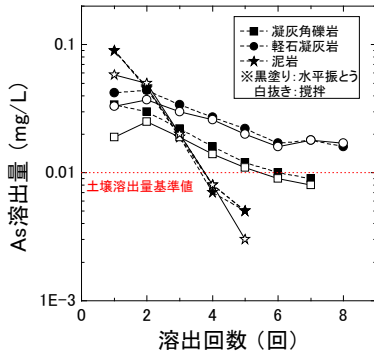 As溶出量 (mg/L)
0.1
0.01
1E-3
凝灰角礫岩
軽石凝灰岩
泥岩
※黒塗り:水平振とう
白抜き:撹拌
土壌溶出量基準値
0 2 4 6 8
溶出回数(回)